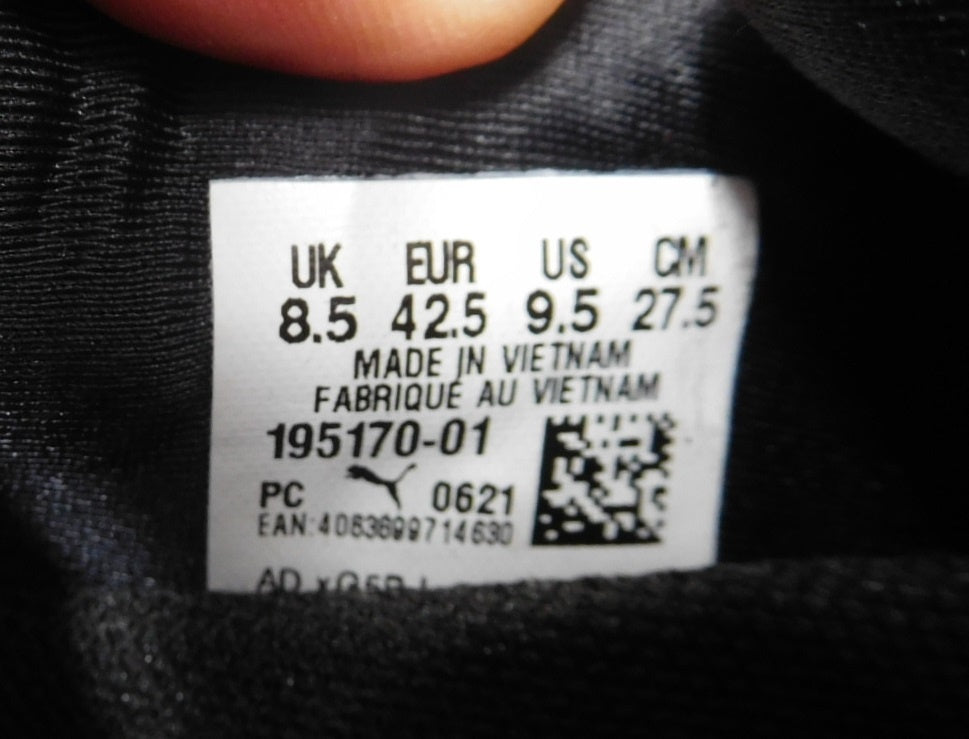 UK EUR US CM
8.5 42.5 9.5 27.5
MADE IN VIETNAM
FABRIQUÉ AU VIETNAM
195170-01
PC 0621
EAN:4063699714630